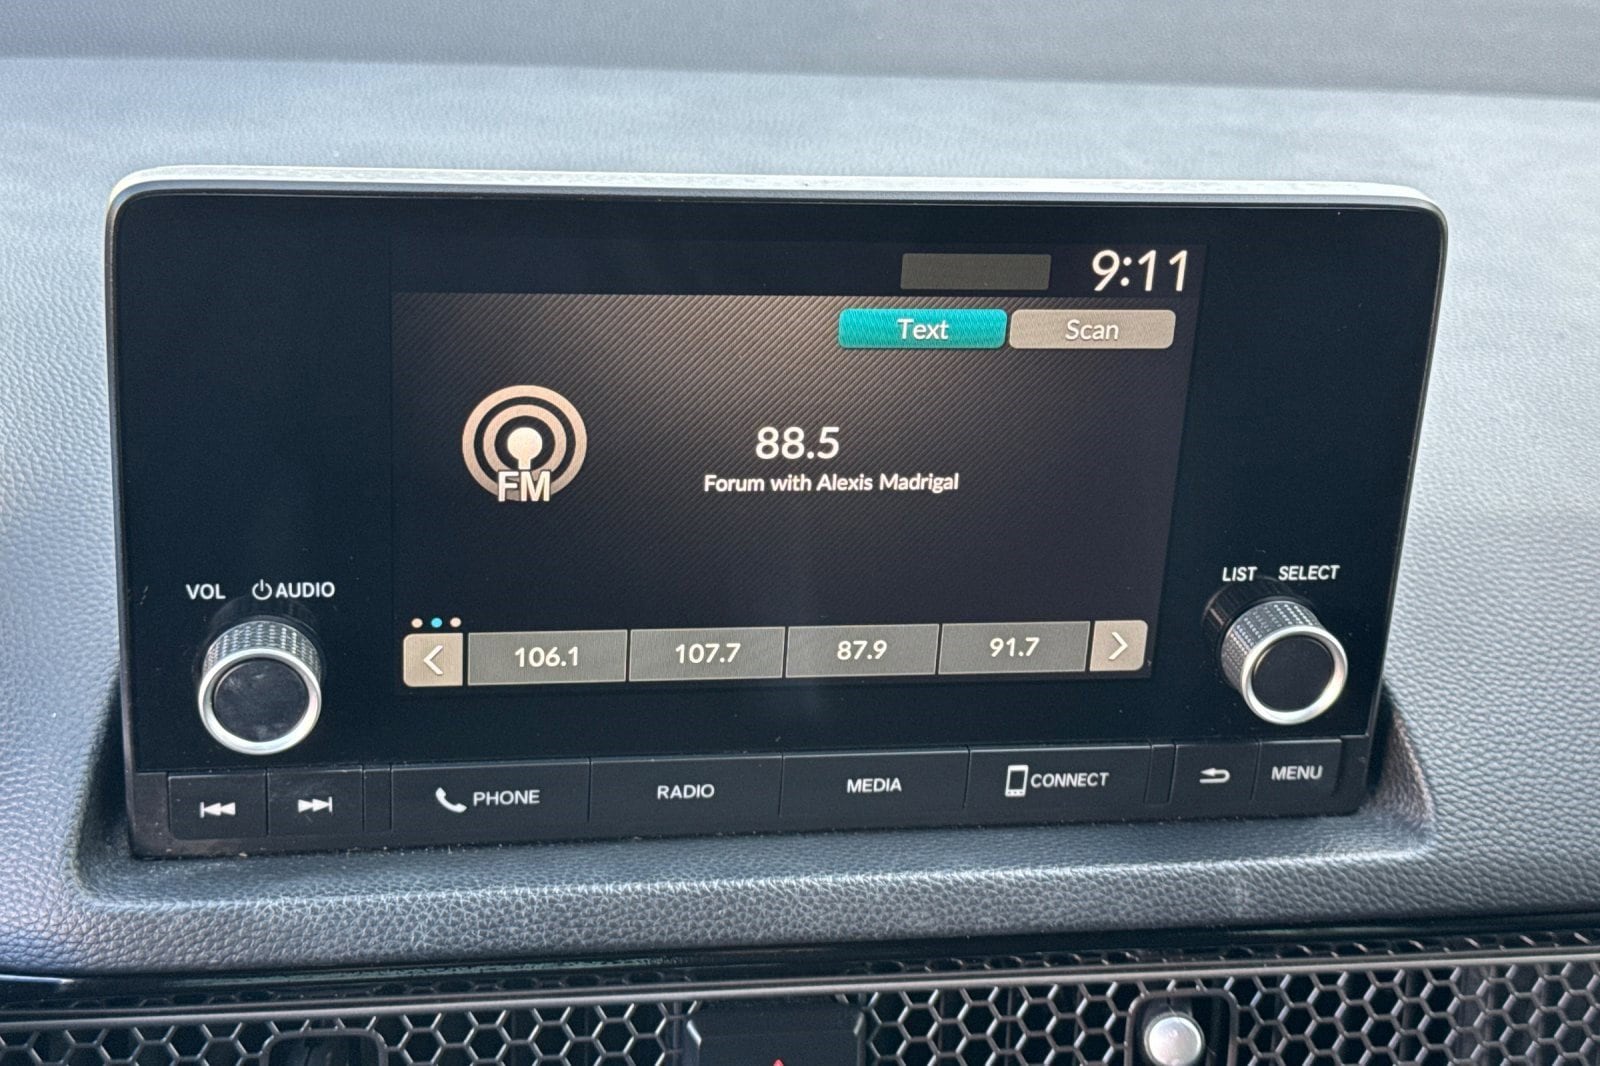 9:11
Text Scan
88.5
FM
Forum with Alexis Madrigal
VOL AUDIO
LIST SELECT
106.1 107.7 87.9 91.7
PHONE RADIO MEDIA CONNECT MENU